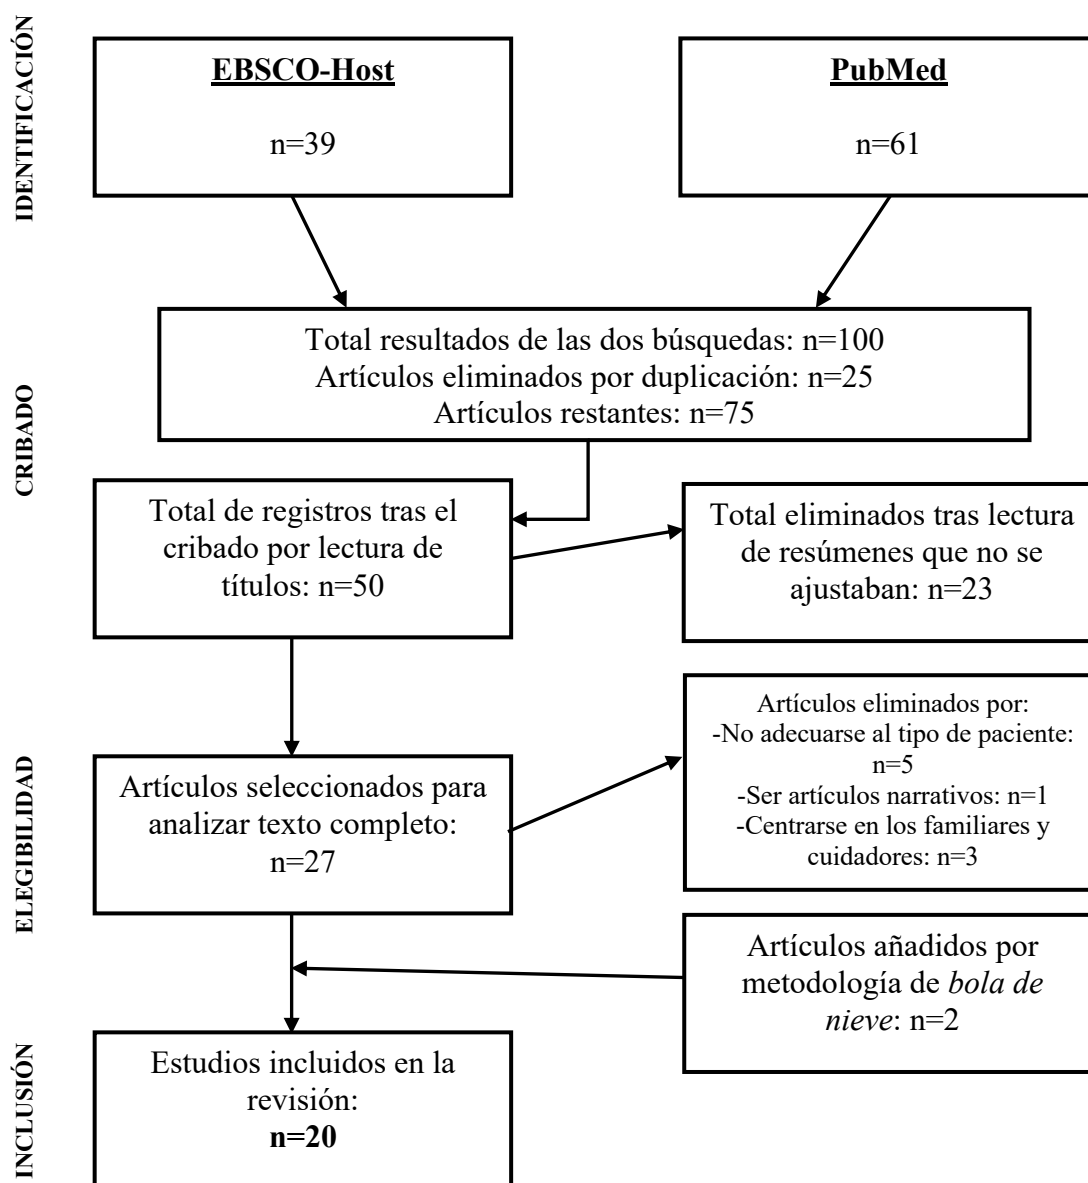 IDENTIFICACIÓN
EBSCO-Host
n=39
PubMed
n=61
CRIBADO
Total resultados de las dos búsquedas: n=100
Artículos eliminados por duplicación: n=25
Artículos restantes: n=75
Total de registros tras el
cribado por lectura de
títulos: n=50
Total eliminados tras lectura
de resúmenes que no se
ajustaban: n=23
ELEGIBILIDAD
Artículos seleccionados para
analizar texto completo:
n=27
Artículos eliminados por:
-No adecuarse al tipo de paciente:
n=5
-Ser artículos narrativos: n=1
-Centrarse en los familiares y
cuidadores: n=3
Artículos añadidos por
metodología de bola de
nieve: n=2
INCLUSIÓN
Estudios incluidos en la
revisión:
n=20